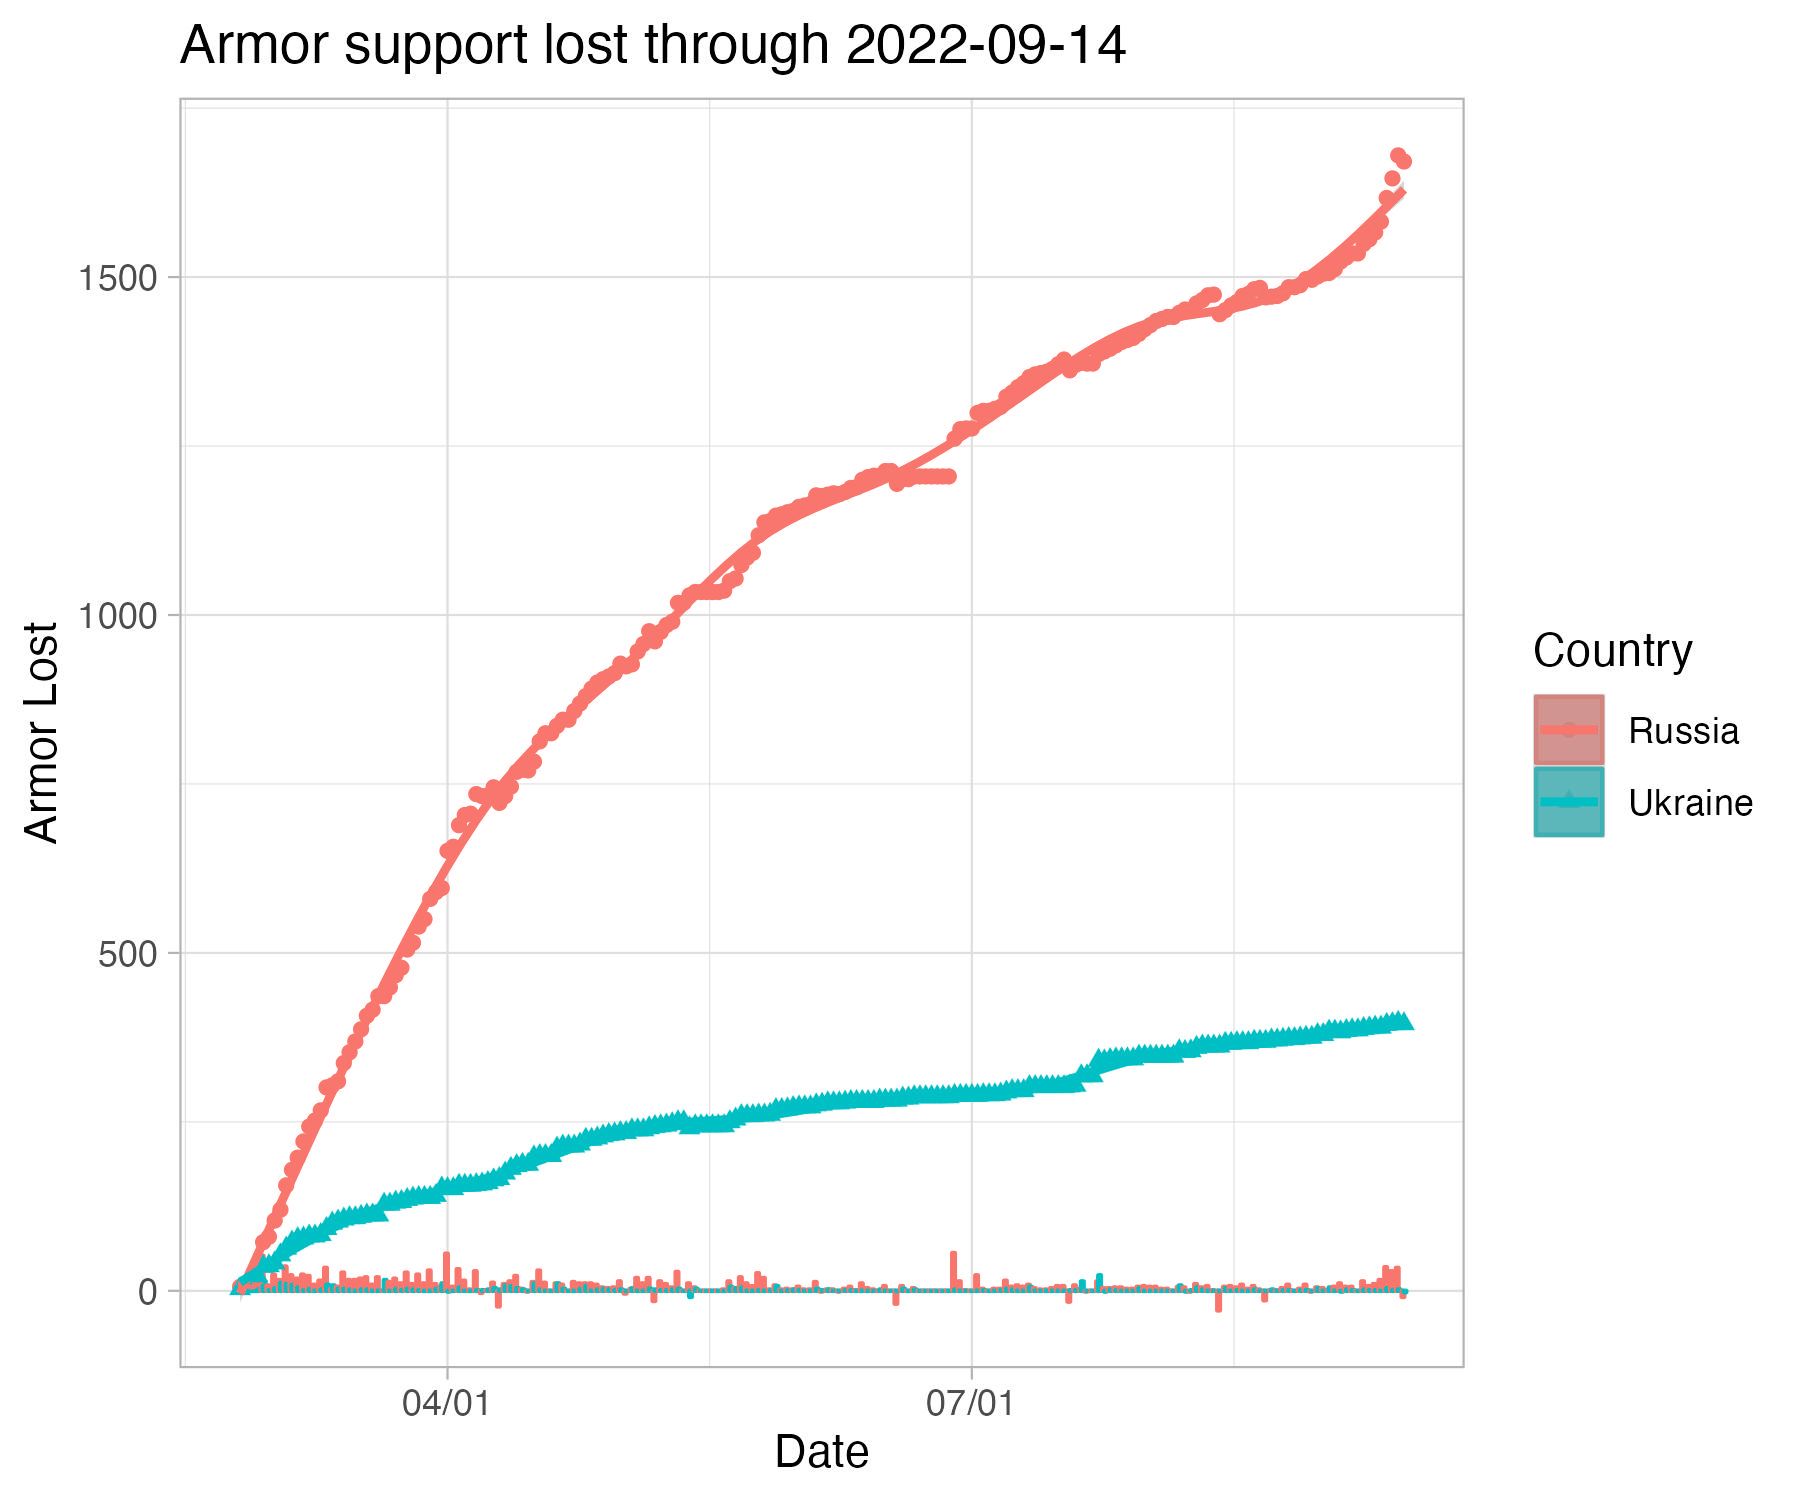 Armor support lost through 2022-09-14
Armor Lost
1500
1000
500
0
04/01
07/01
Date
Country
Russia
Ukraine